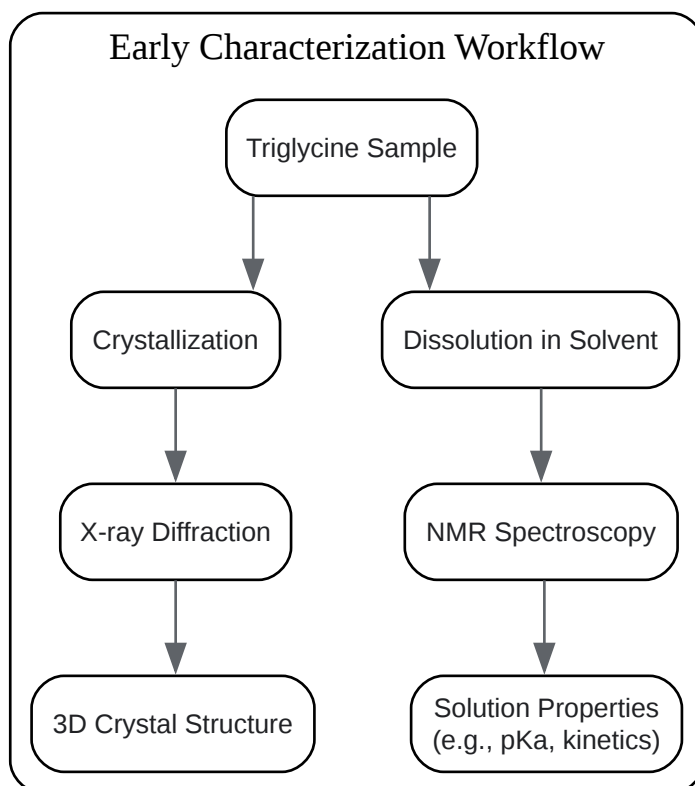 Early Characterization Workflow
Triglycine Sample
Crystallization
Dissolution in Solvent
X-ray Diffraction
NMR Spectroscopy
3D Crystal Structure
Solution Properties
(e.g., pKa, kinetics)